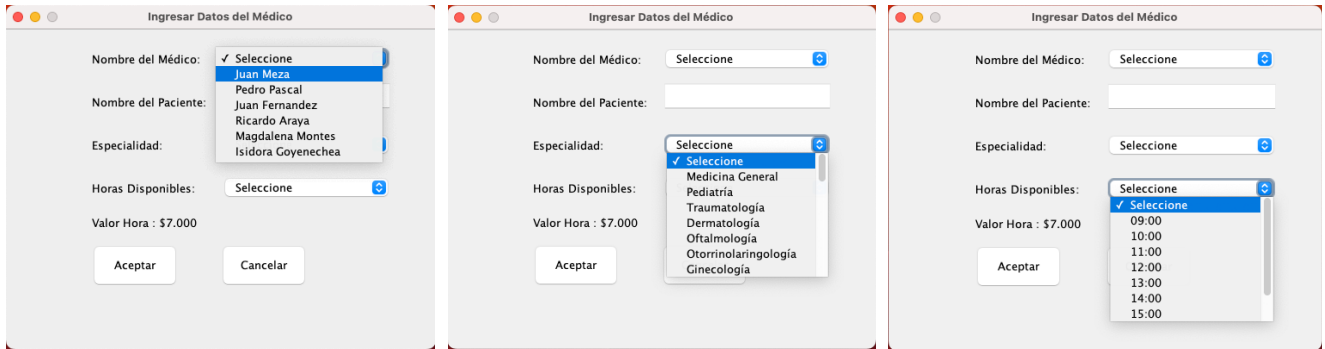 Ingresar Datos del Médico
Nombre del Médico:
✓ Seleccione
Juan Meza
Pedro Pascal
Juan Fernandez
Ricardo Araya
Magdalena Montes
Isidora Goyenechea
Nombre del Paciente:
Especialidad:
Horas Disponibles: Seleccione
Valor Hora : $7.000
Aceptar Cancelar
Ingresar Datos del Médico
Nombre del Médico: Seleccione
Nombre del Paciente:
Especialidad: Seleccione
✓ Seleccione
Medicina General
Pediatría
Traumatología
Dermatología
Oftalmología
Otorrinolaringología
Ginecología
Horas Disponibles:
Valor Hora : $7.000
Aceptar
Ingresar Datos del Médico
Nombre del Médico: Seleccione
Nombre del Paciente:
Especialidad: Seleccione
Horas Disponibles: Seleccione
✓ Seleccione
09:00
10:00
11:00
12:00
13:00
14:00
15:00
Valor Hora : $7.000
Aceptar